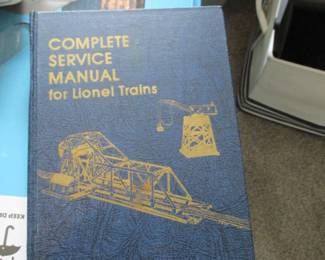 COMPLETE
SERVICE
MANUAL
for Lionel Trains